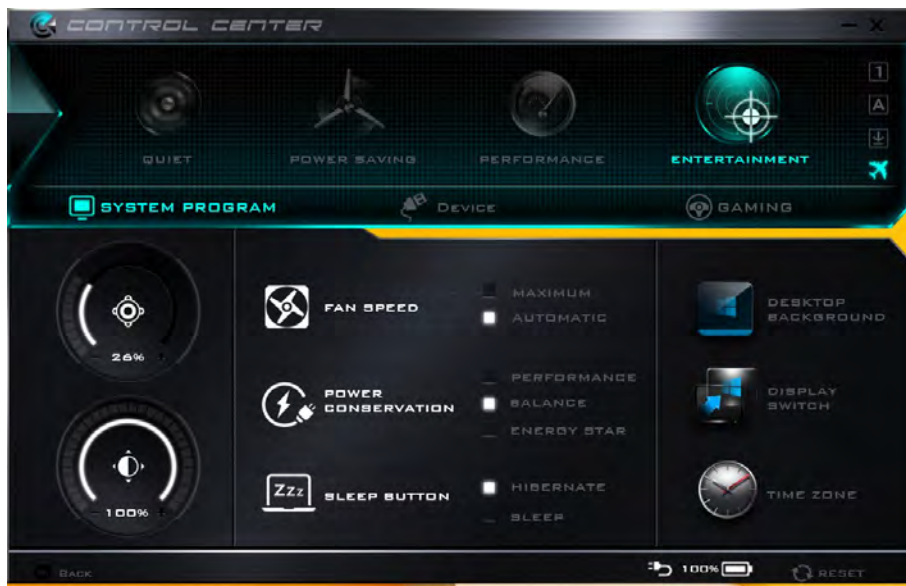 CONTROL CENTER
1
A
QUIET
POWER SAVING
PERFORMANCE
ENTERTAINMENT
SYSTEM PROGRAM
DEVICE
GAMING
26%
FAN SPEED
MAXIMUM
AUTOMATIC
DESKTOP
BACKGROUND
POWER
CONSERVATION
PERFORMANCE
BALANCE
ENERGY STAR
DISPLAY
SWITCH
100%
ZZz
SLEEP BUTTON
HIBERNATE
SLEEP
TIME ZONE
BACK
100%
RESET